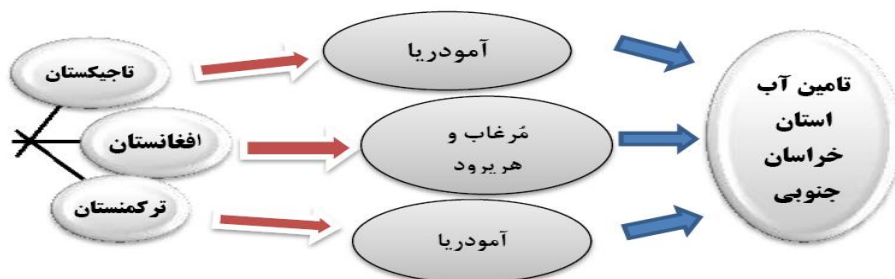 تاجیکستان
افغانستان
ترکمنستان
آمودریا
مُرغاب و
هریرود
آمودریا
تامین آب
استان
خراسان
جنوبی